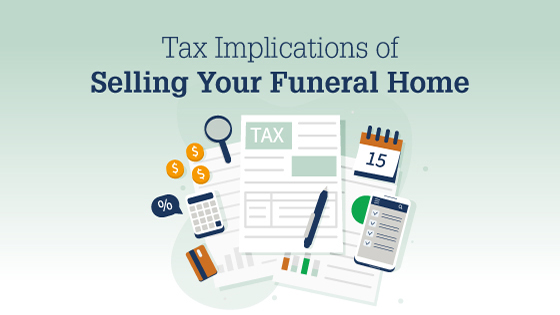 Tax Implications of
Selling Your Funeral Home
TAX
$
$
$
15
%